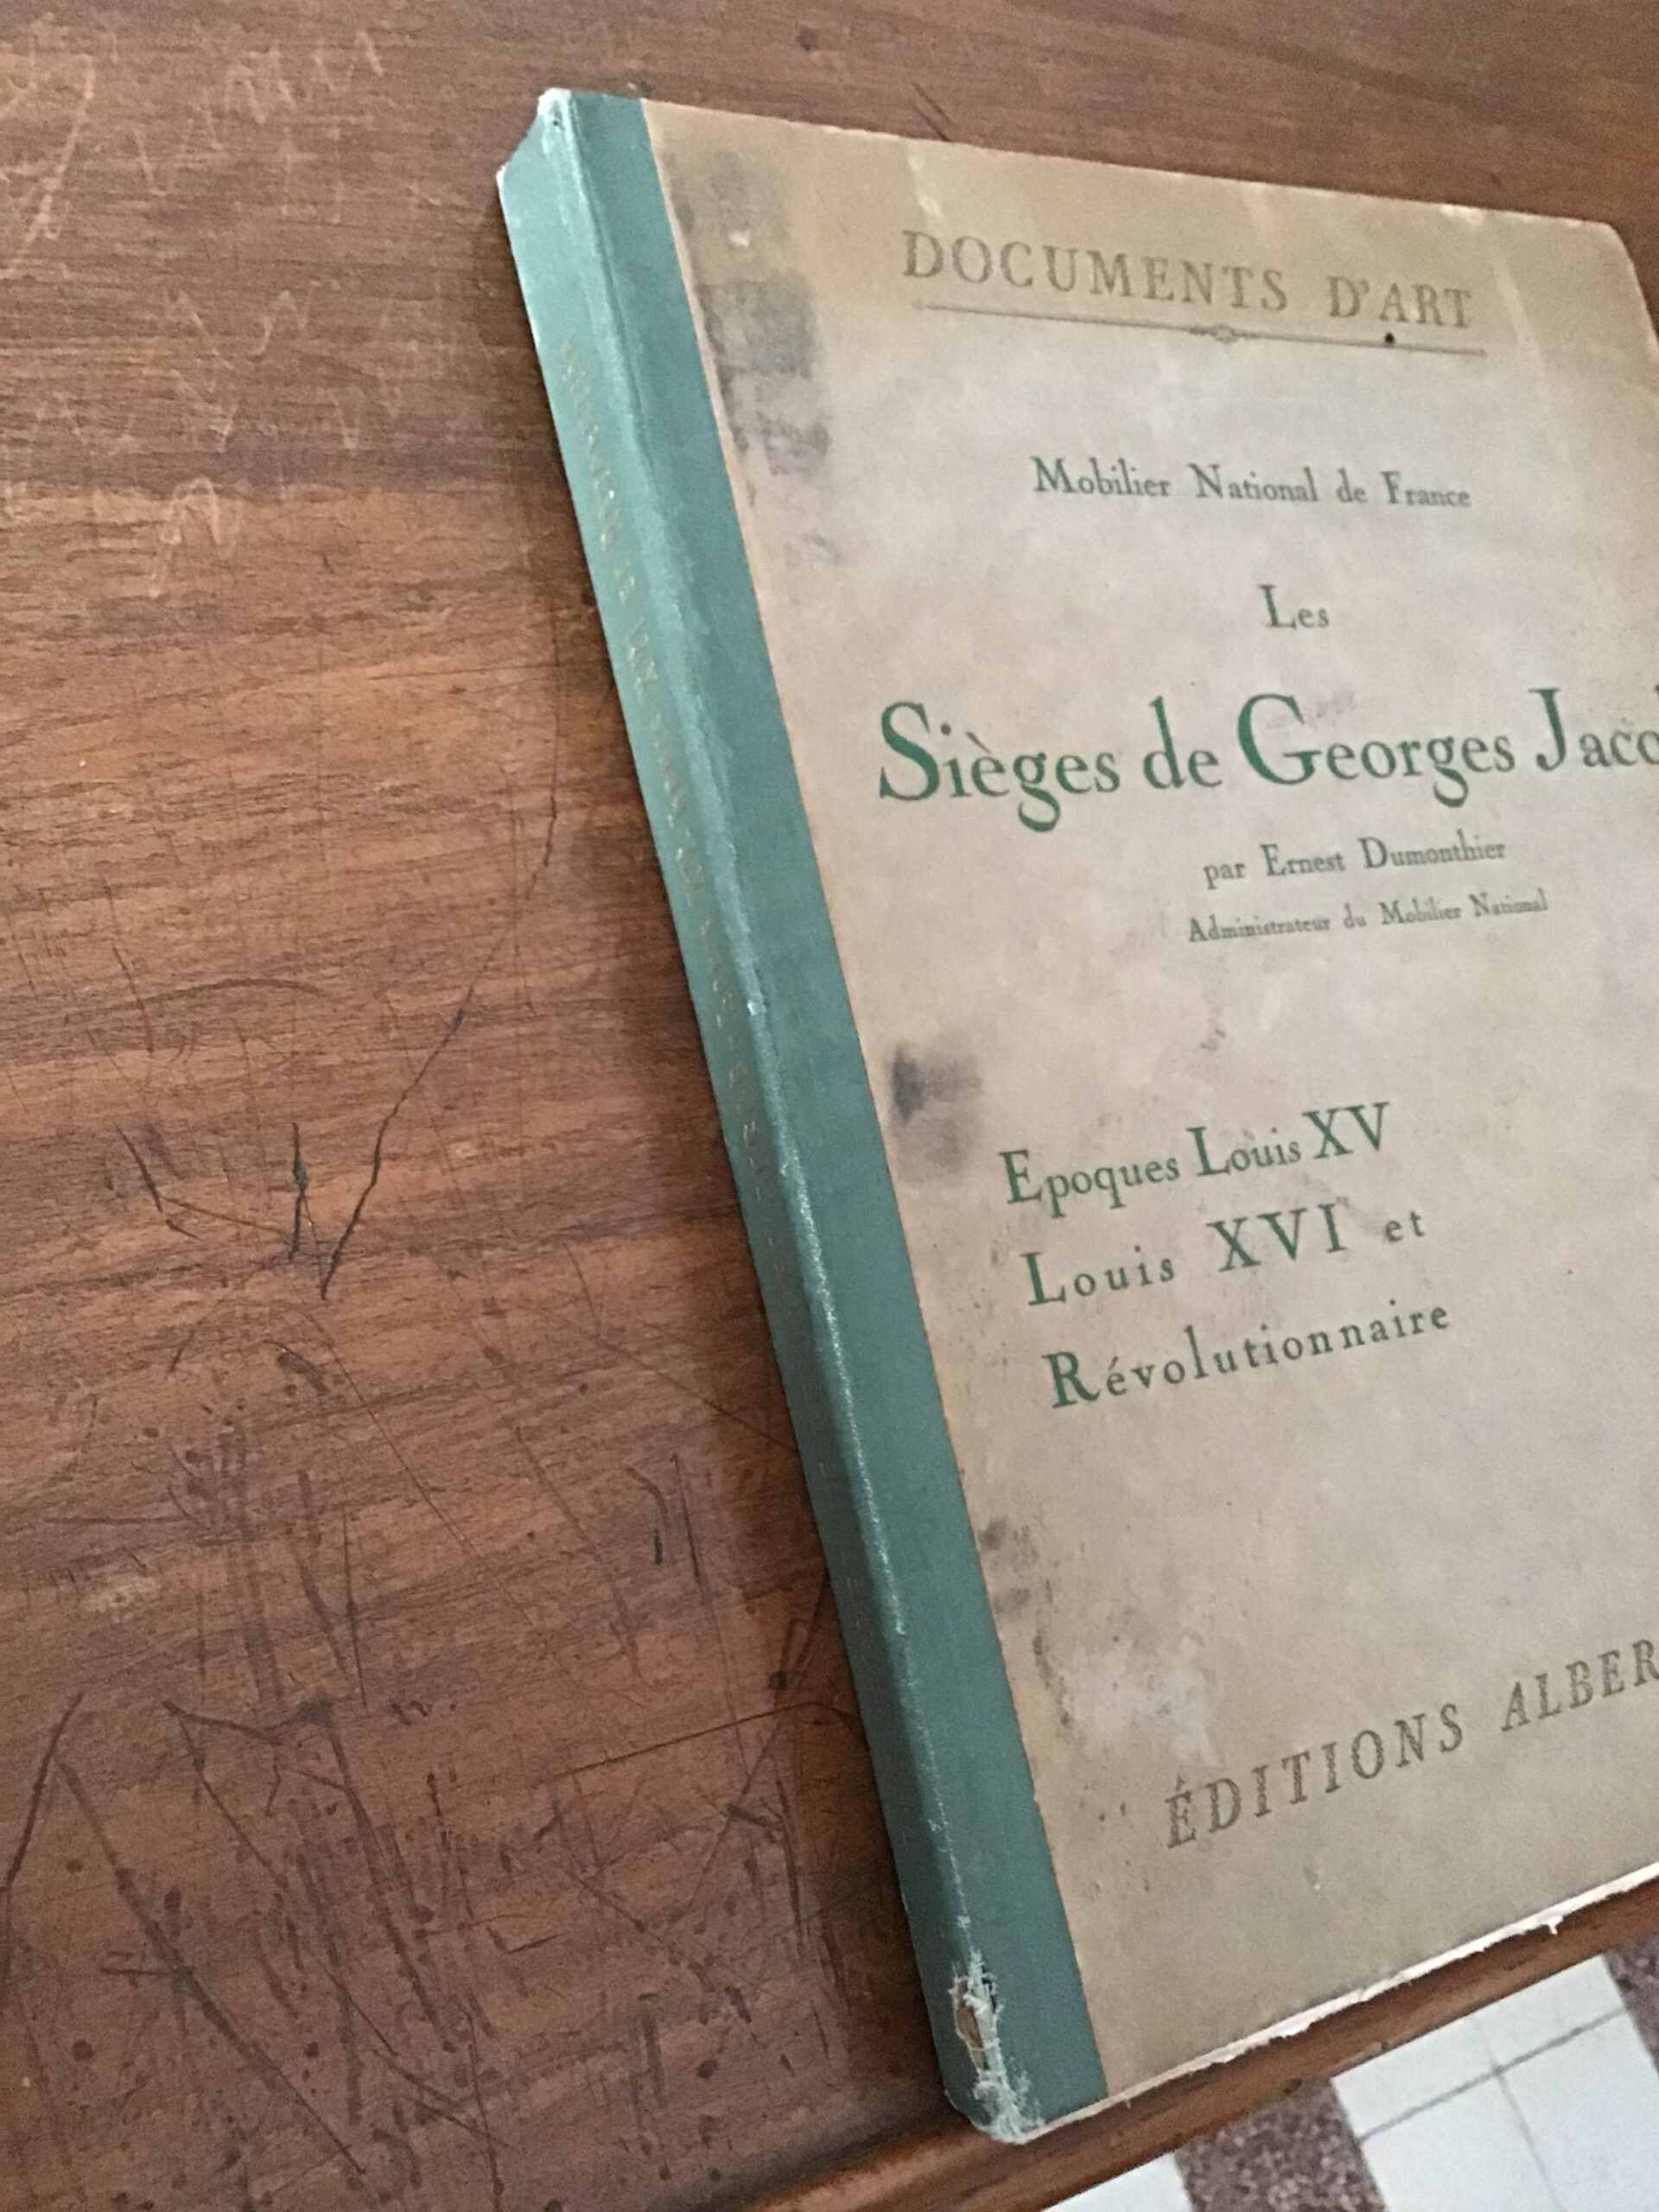 DOCUMENTS D'ART
Mobilier National de France
Les
Sièges de Georges Jaco
par Ernest Dumonthier
Administrateur du Mobilier National
Epoques Louis XV
Louis XVI et
Révolutionnaire
ÉDITIONS ALBER